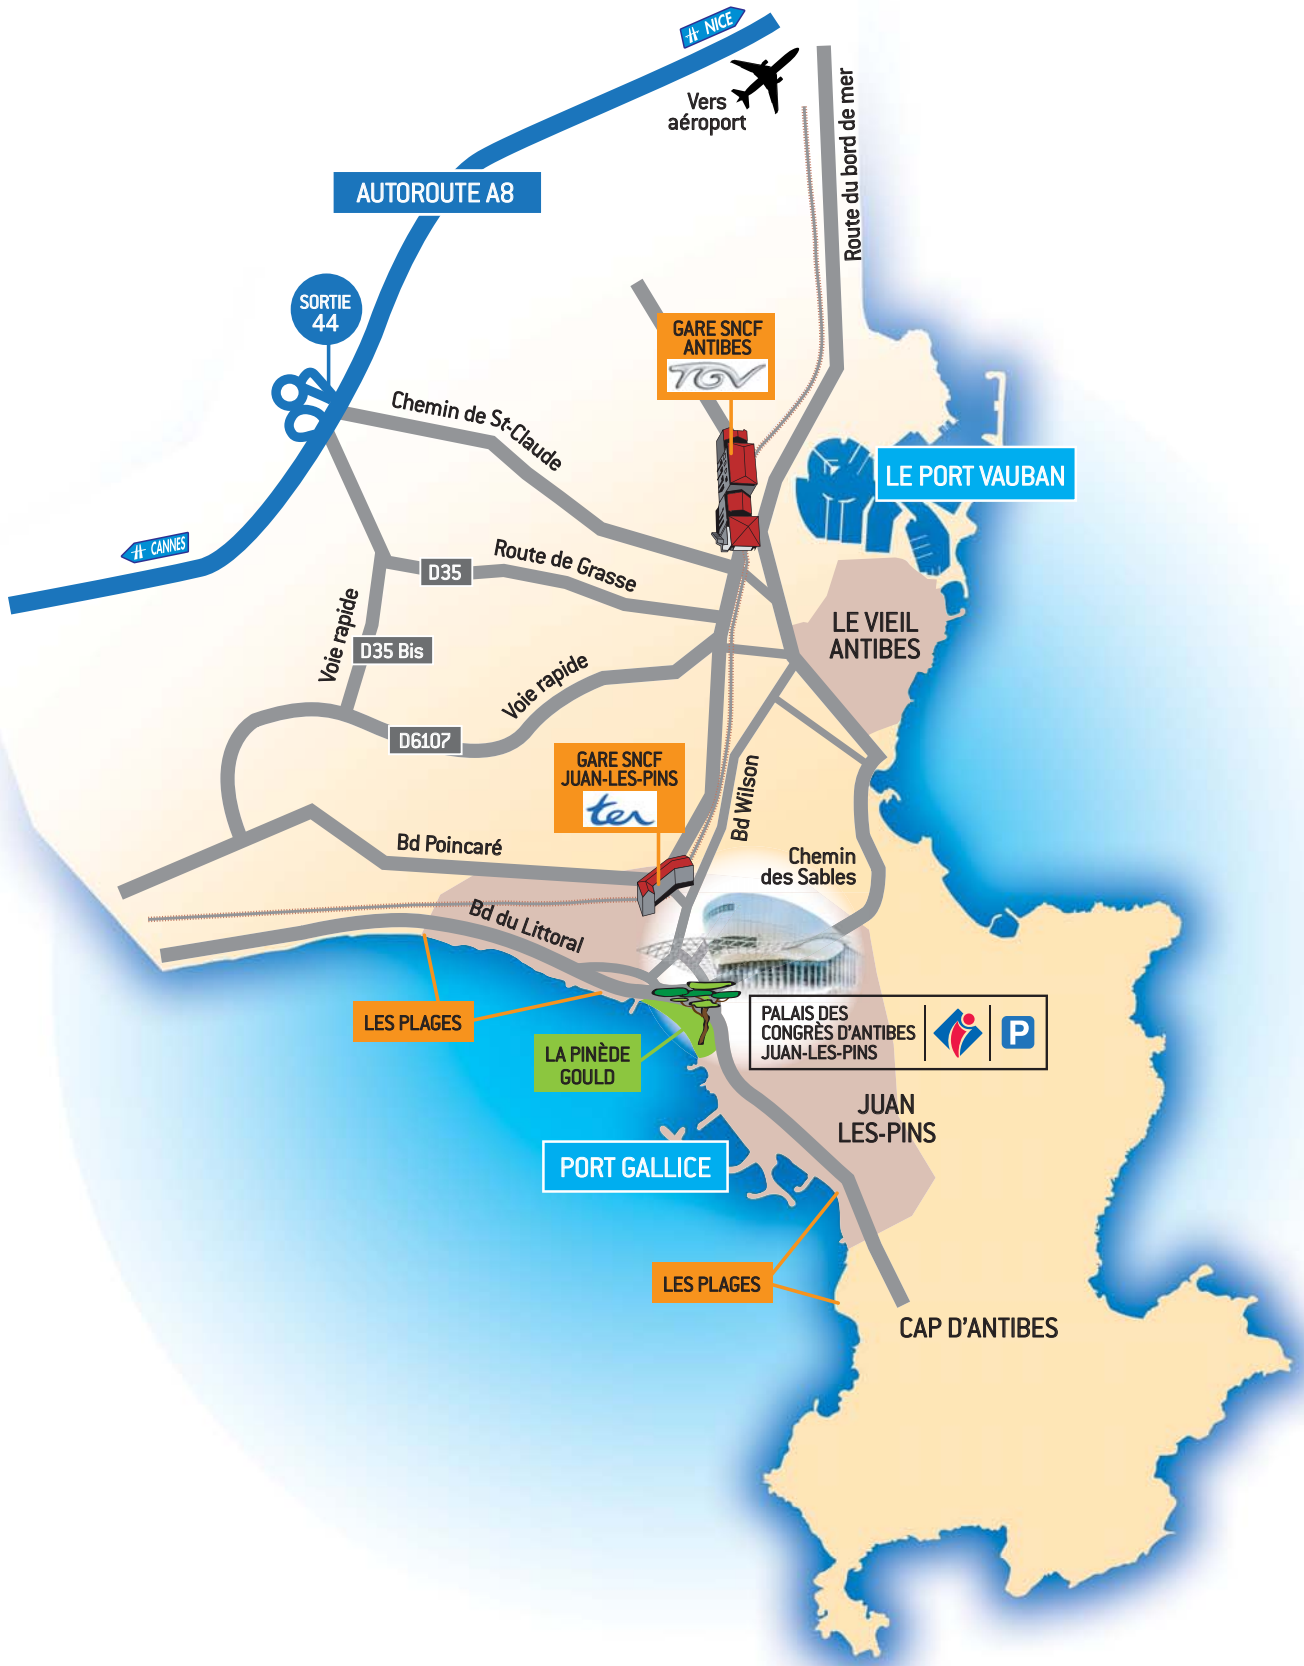 NICE
Vers
aéroport
Route du bord de mer
AUTOROUTE A8
SORTIE
44
GARE SNCF
ANTIBES
TGV
Chemin de St-Claude
LE PORT VAUBAN
CANNES
D35
Route de Grasse
Voie rapide
D35 Bis
LE VIEIL
ANTIBES
Voie rapide
D6107
GARE SNCF
JUAN-LES-PINS
ter
Bd Wilson
Bd Poincaré
Chemin
des Sables
Bd du Littoral
LES PLAGES
PALAIS DES
CONGRÈS D'ANTIBES
JUAN-LES-PINS
P
LA PINÈDE
GOULD
JUAN
LES-PINS
PORT GALLICE
LES PLAGES
CAP D'ANTIBES